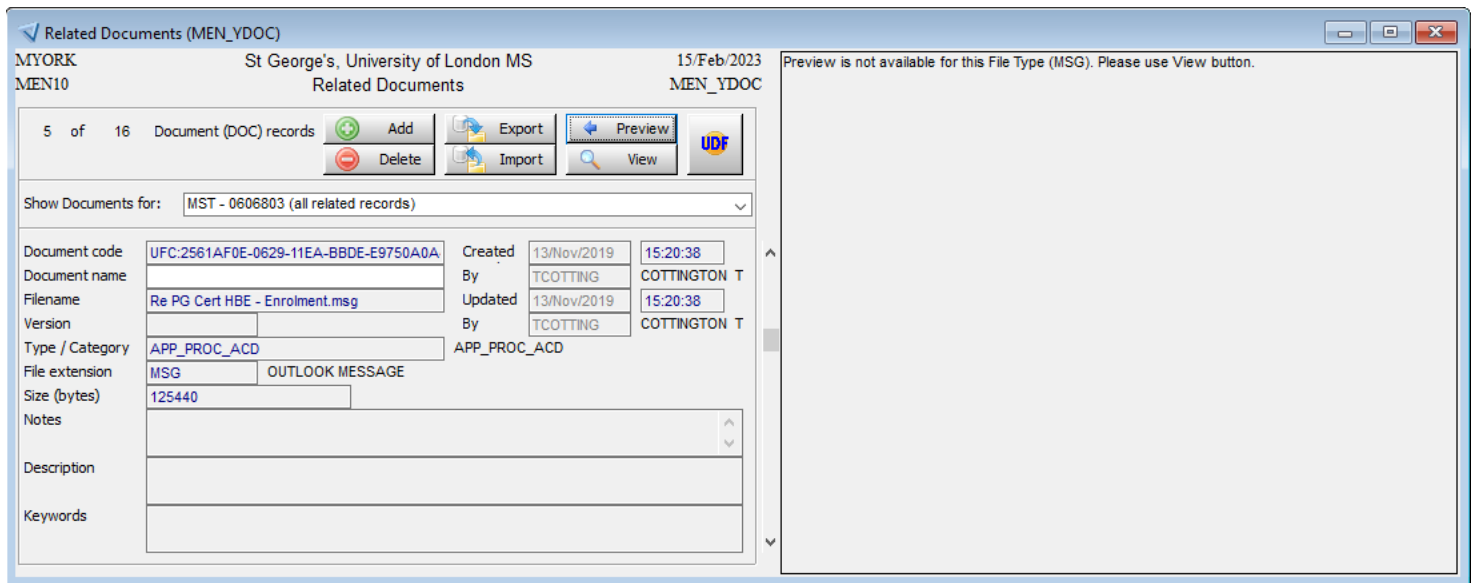 Related Documents (MEN_YDOC)
MYORK St George's, University of London MS 15/Feb/2023
MEN10 Related Documents MEN_YDOC
5 of 16 Document (DOC) records Add Export Preview UDF
Delete Import View
Show Documents for: MST - 0606803 (all related records)
Document code UFC:2561AF0E-0629-11EA-BBDE-E9750A0A Created 13/Nov/2019 15:20:38
Document name By TCOTTING COTTINGTON T
Filename Re PG Cert HBE - Enrolment.msg Updated 13/Nov/2019 15:20:38
Version By TCOTTING COTTINGTON T
Type / Category APP_PROC_ACD APP_PROC_ACD
File extension MSG OUTLOOK MESSAGE
Size (bytes) 125440
Notes
Description
Keywords
Preview is not available for this File Type (MSG). Please use View button.